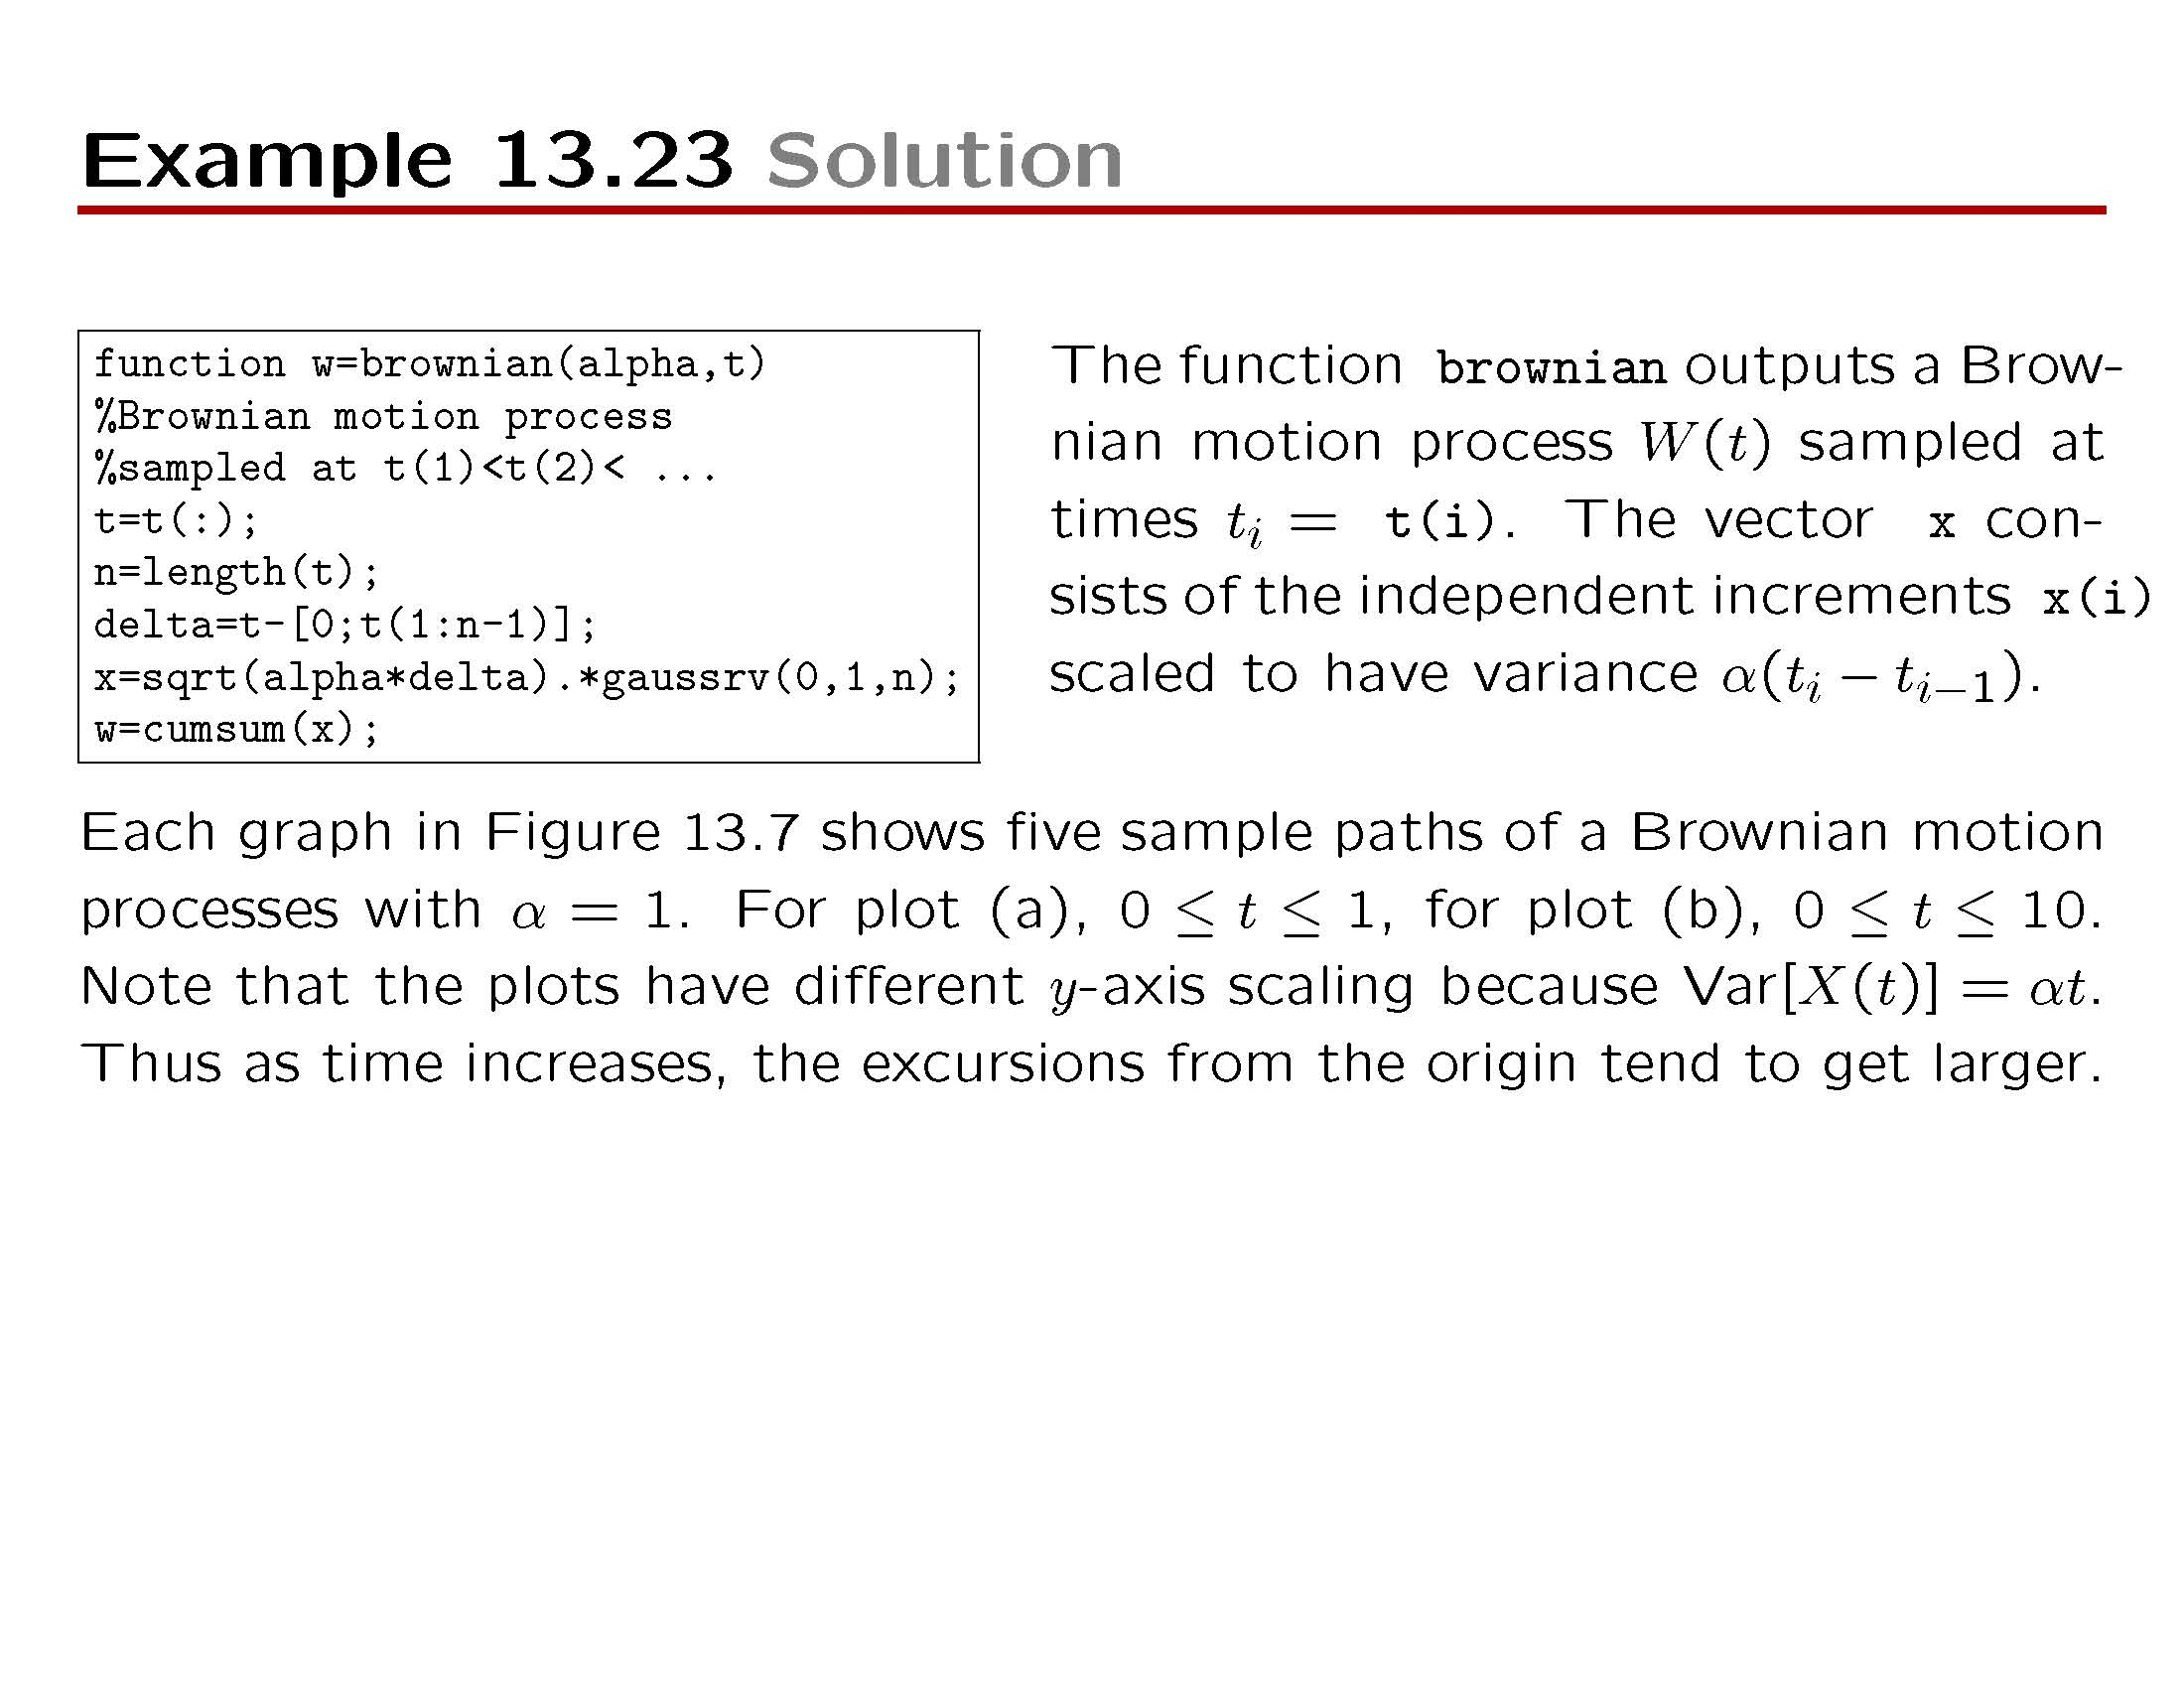 Example 13.23 Solution
function w=brownian(alpha,t)
%Brownian motion process
%sampled at t(1)<t(2)< ...
t=t(:);
n=length(t);
delta=t-[0;t(1:n-1)];
x=sqrt(alpha*delta).*gaussrv(0,1,n);
w=cumsum(x);
The function brownian outputs a Brow-
nian motion process W(t) sampled at
times tᵢ = t(i). The vector x con-
sists of the independent increments x(i)
scaled to have variance α(tᵢ − tᵢ₋₁).
Each graph in Figure 13.7 shows five sample paths of a Brownian motion
processes with α = 1. For plot (a), 0 ≤ t ≤ 1, for plot (b), 0 ≤ t ≤ 10.
Note that the plots have different y-axis scaling because Var[X(t)] = αt.
Thus as time increases, the excursions from the origin tend to get larger.